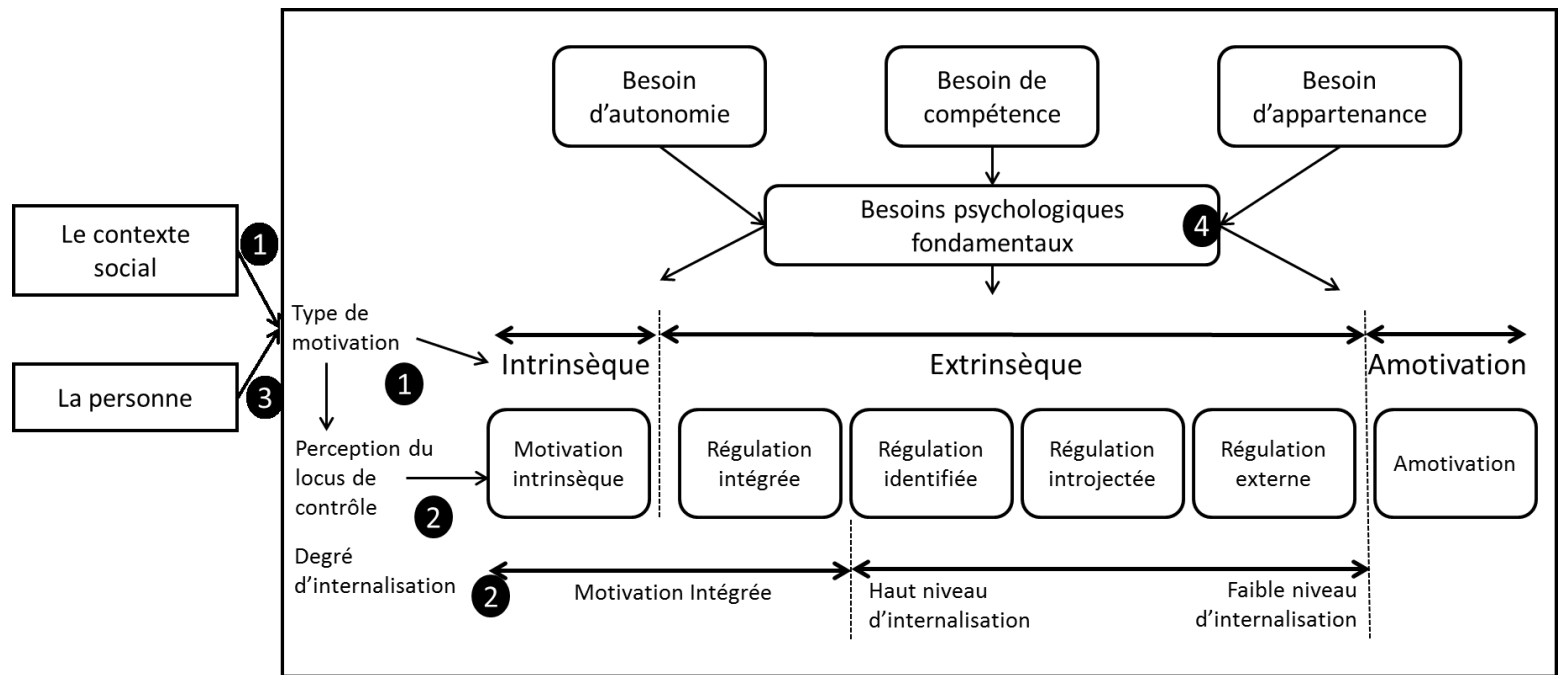 Besoin
d'autonomie
Besoin de
compétence
Besoin
d'appartenance
Besoins psychologiques
fondamentaux
4
Le contexte
social
1
La personne
3
Type de
motivation
1
Intrinsèque
Extrinsèque
Amotivation
Perception du
locus de
contrôle
2
Motivation
intrinsèque
Régulation
intégrée
Régulation
identifiée
Régulation
introjectée
Régulation
externe
Amotivation
Degré
d'internalisation
2
Motivation Intégrée
Haut niveau
d'internalisation
Faible niveau
d'internalisation